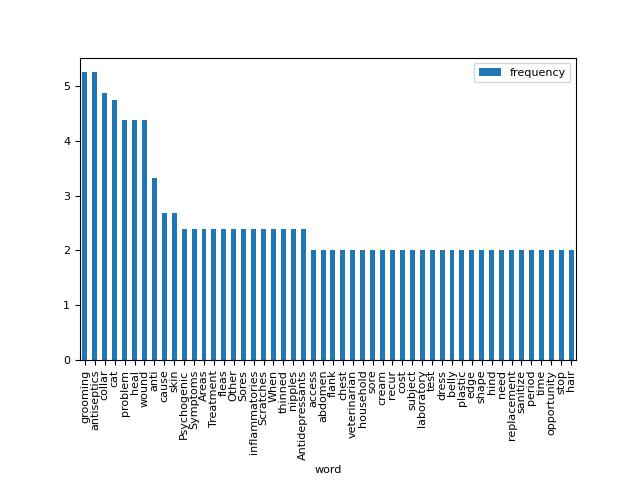 frequency
5
4
3
2
1
0
grooming
antiseptics
collar
cat
problem
heal
wound
anti
cause
skin
Psychogenic
Symptoms
Areas
Treatment
fleas
Other
Sores
inflammatories
Scratches
When
thinned
nipples
Antidepressants
access
abdomen
flank
chest
veterinarian
household
sore
cream
recur
cost
subject
laboratory
test
dress
belly
plastic
edge
shape
hind
need
replacement
sanitize
period
time
opportunity
stop
hair
word